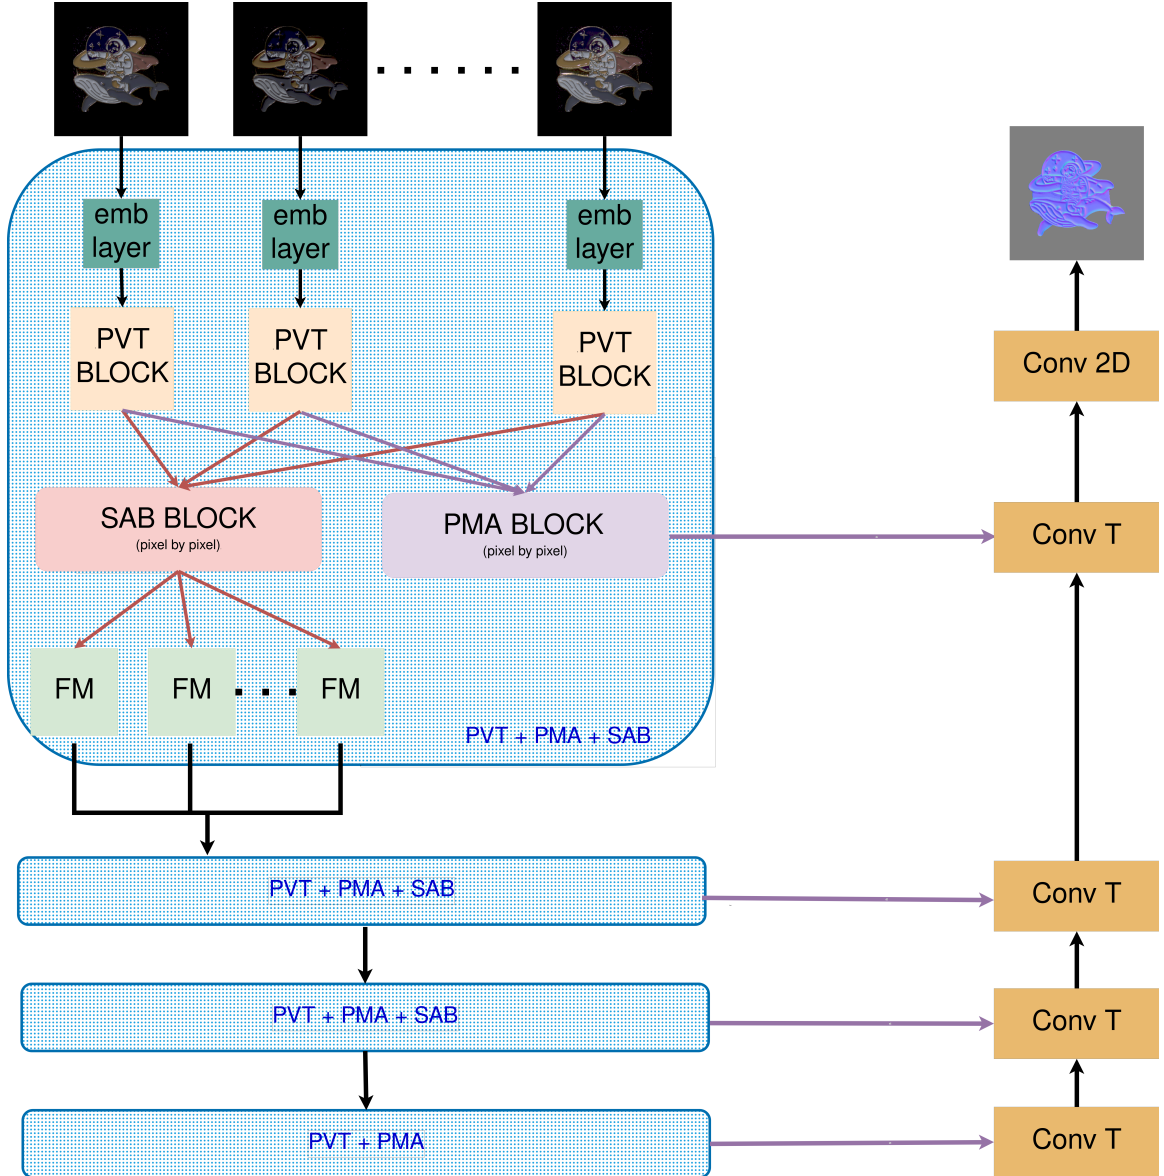 emb
layer
emb
layer
emb
layer
PVT
BLOCK
PVT
BLOCK
PVT
BLOCK
Conv 2D
SAB BLOCK
(pixel by pixel)
PMA BLOCK
(pixel by pixel)
Conv T
FM
FM
FM
PVT + PMA + SAB
PVT + PMA + SAB
Conv T
PVT + PMA + SAB
Conv T
PVT + PMA
Conv T